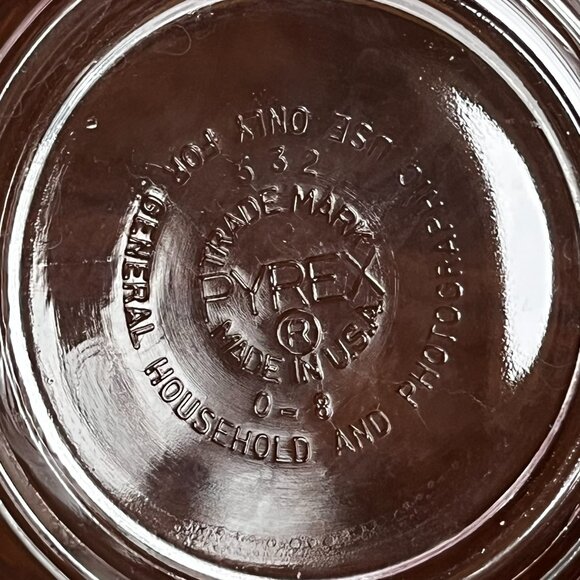 532
TRADE MARK
PYREX
®
MADE IN U.S.A
0-8
GENERAL HOUSEHOLD AND PHOTOGRAPHIC USE ONLY FOR